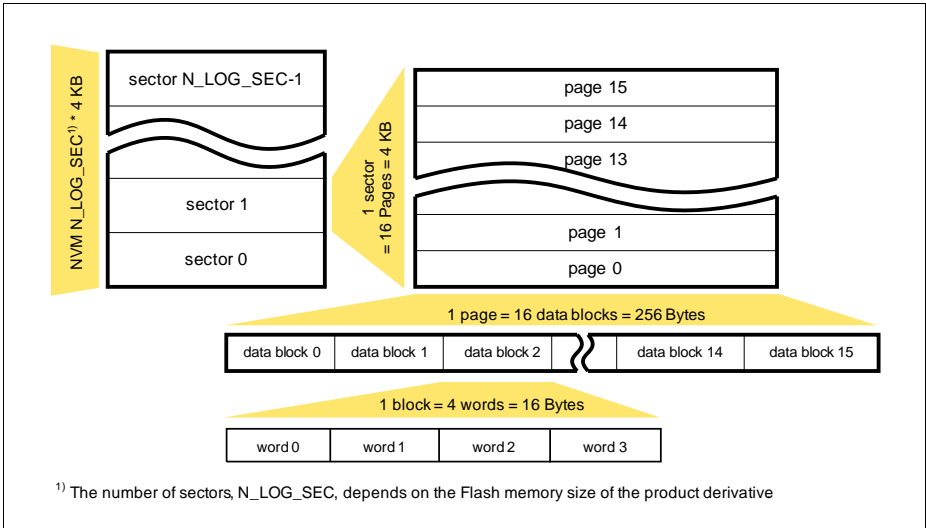 NVM N_LOG_SEC1) * 4 KB
sector N_LOG_SEC-1
sector 1
sector 0
1 sector
= 16 Pages = 4 KB
page 15
page 14
page 13
page 1
page 0
1 page = 16 data blocks = 256 Bytes
data block 0 data block 1 data block 2 data block 14 data block 15
1 block = 4 words = 16 Bytes
word 0 word 1 word 2 word 3
1) The number of sectors, N_LOG_SEC, depends on the Flash memory size of the product derivative